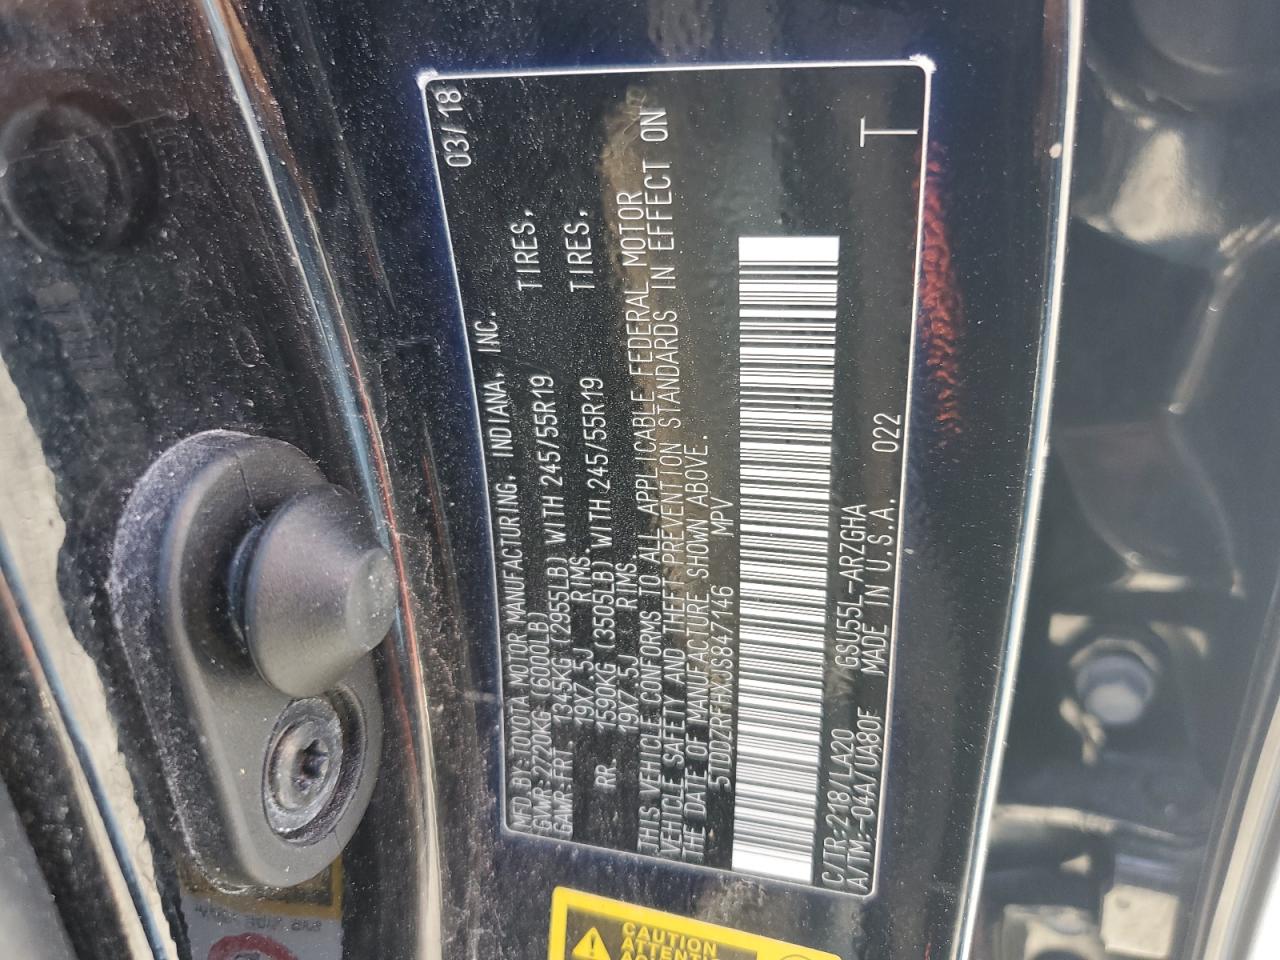 MFD. BY: TOYOTA MOTOR MANUFACTURING, INDIANA, INC. 03/18
GVWR: 2720KG (6000LB)
GAWR: FRT. 1345KG (2955LB) WITH 245/55R19 TIRES,
19X7.5J RIMS.
RR. 1590KG (3505LB) WITH 245/55R19 TIRES,
19X7.5J RIMS.
THIS VEHICLE CONFORMS TO ALL APPLICABLE FEDERAL MOTOR
VEHICLE SAFETY AND THEFT PREVENTION STANDARDS IN EFFECT ON
THE DATE OF MANUFACTURE SHOWN ABOVE.
5TDDZRFHXJS847146 MPV
C/TR: 218/LA20 GSU55L-ARZGHA
A/TM: -04A/UA80F MADE IN U.S.A. 022
T
CAUTION
ATTENTION